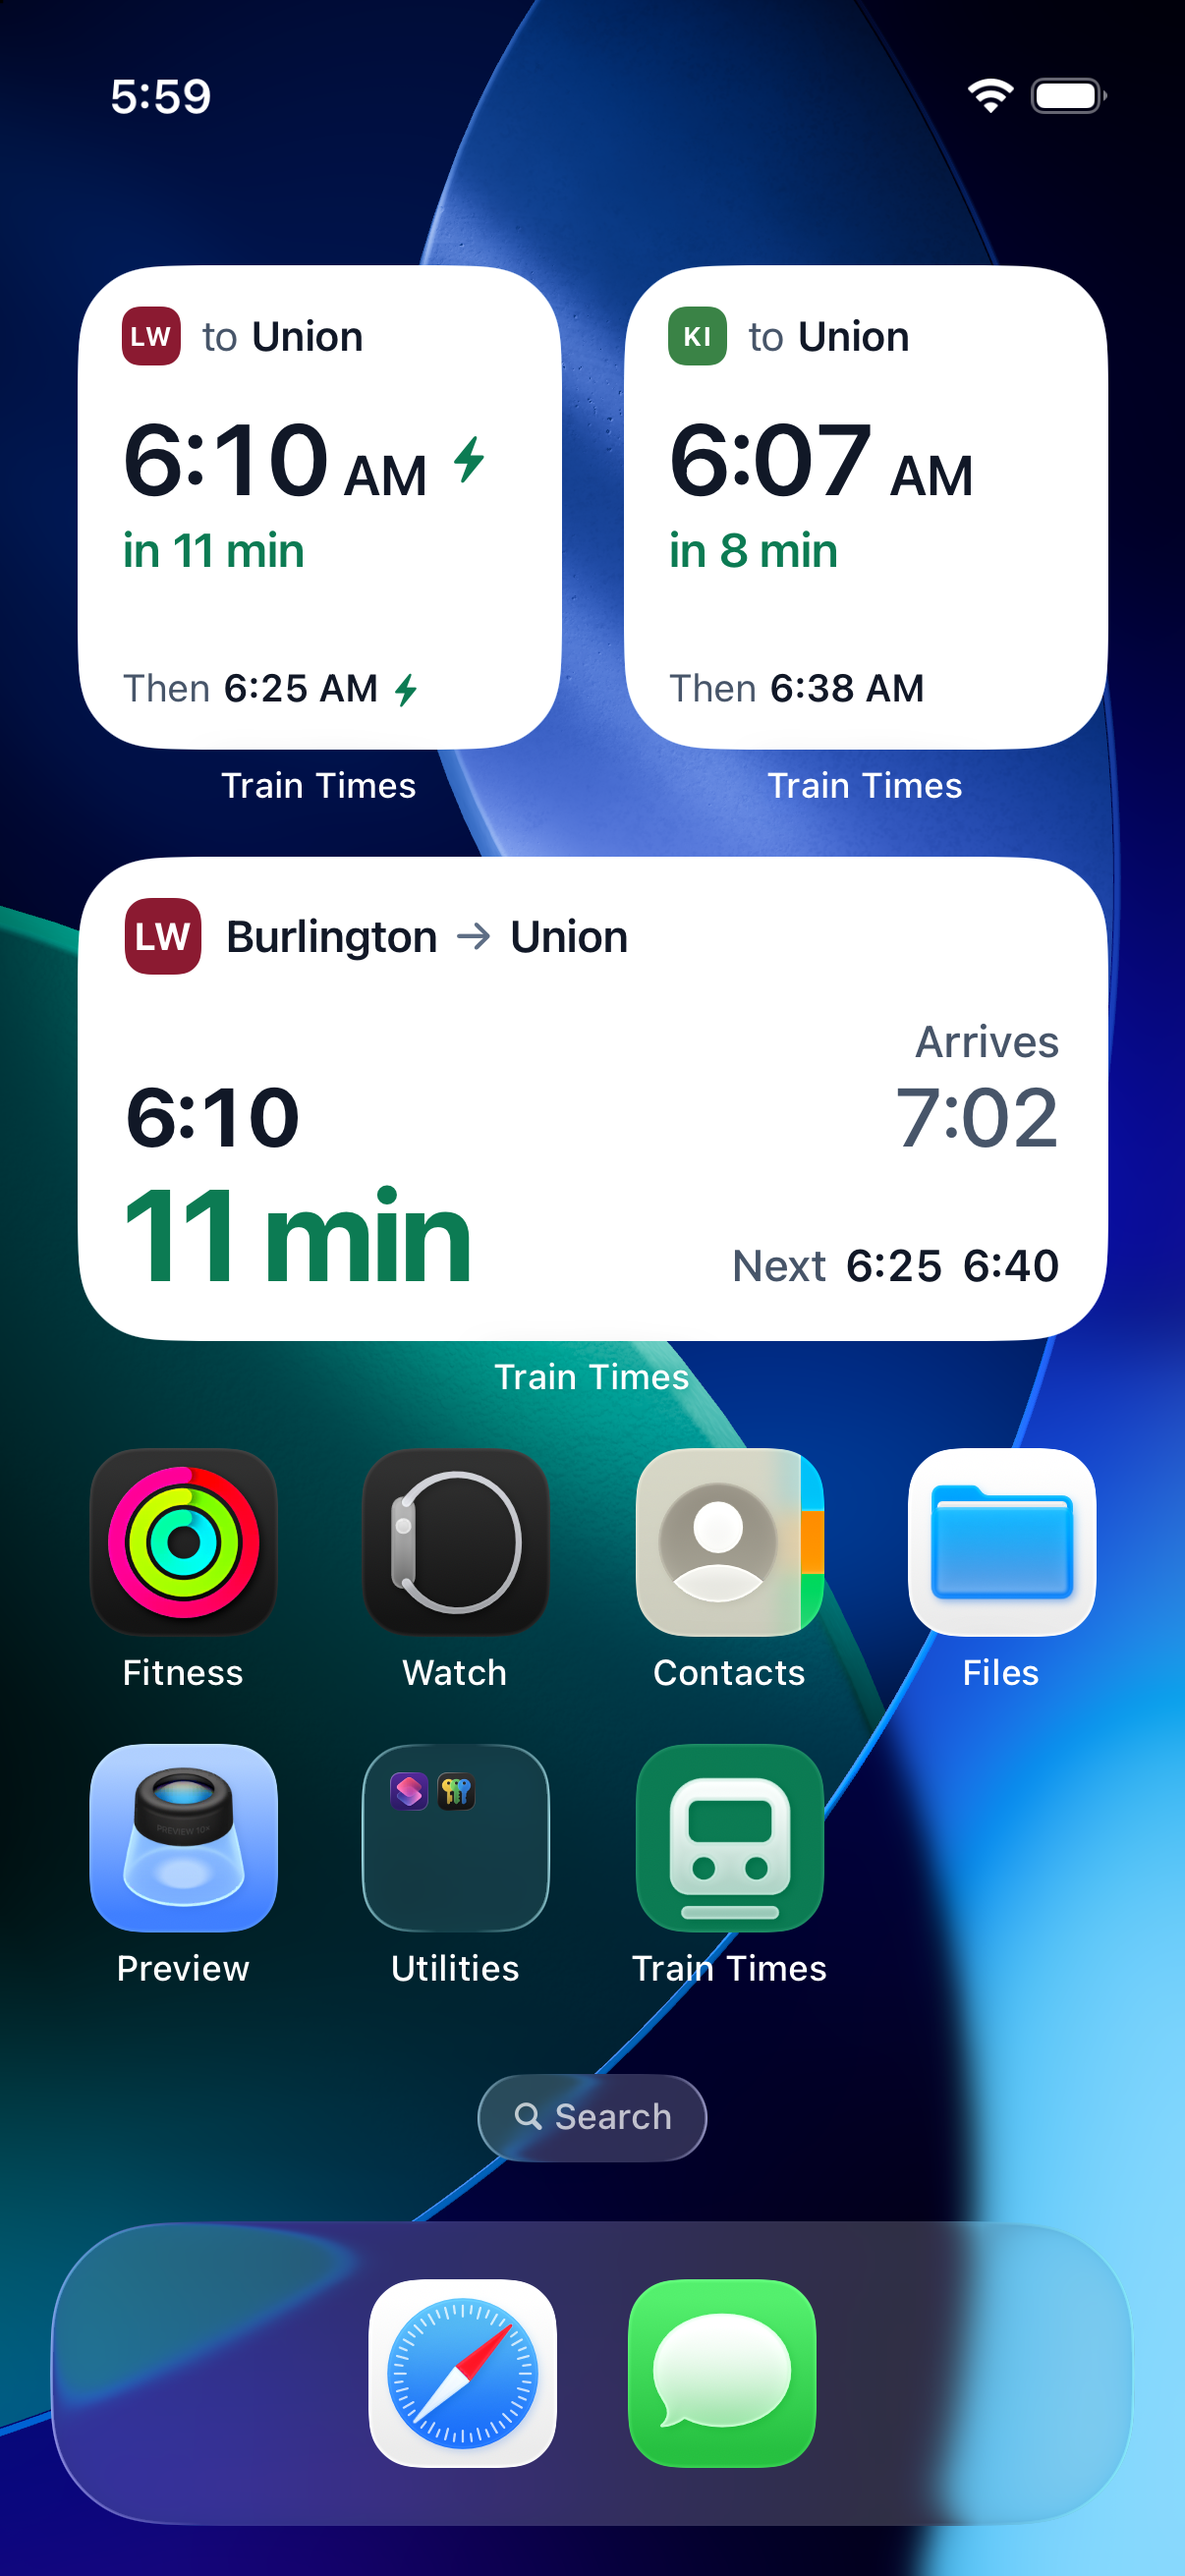 5:59
LW to Union
6:10 AM
in 11 min
Then 6:25 AM
Train Times
KI to Union
6:07 AM
in 8 min
Then 6:38 AM
Train Times
LW Burlington → Union
Arrives
6:10 7:02
11 min
Next 6:25 6:40
Train Times
Fitness Watch Contacts Files
PREVIEW 10x
Preview Utilities Train Times
Search